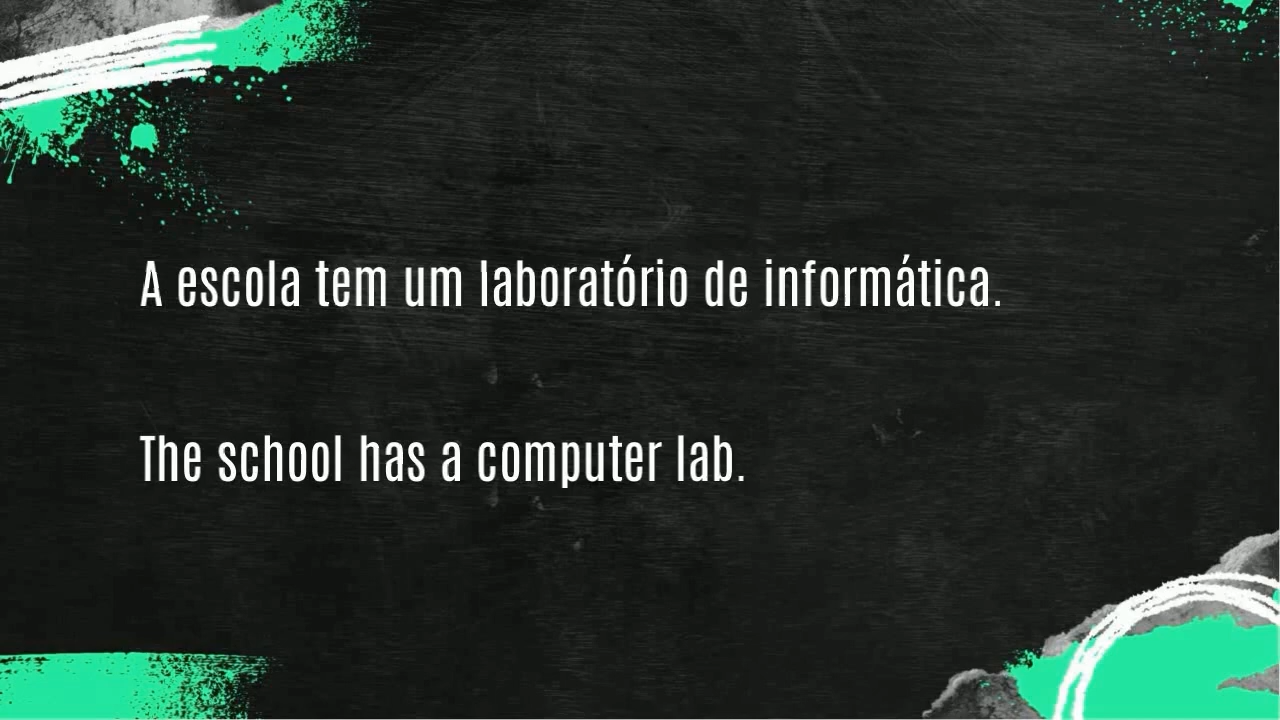 A escola tem um laboratório de informática.
The school has a computer lab.